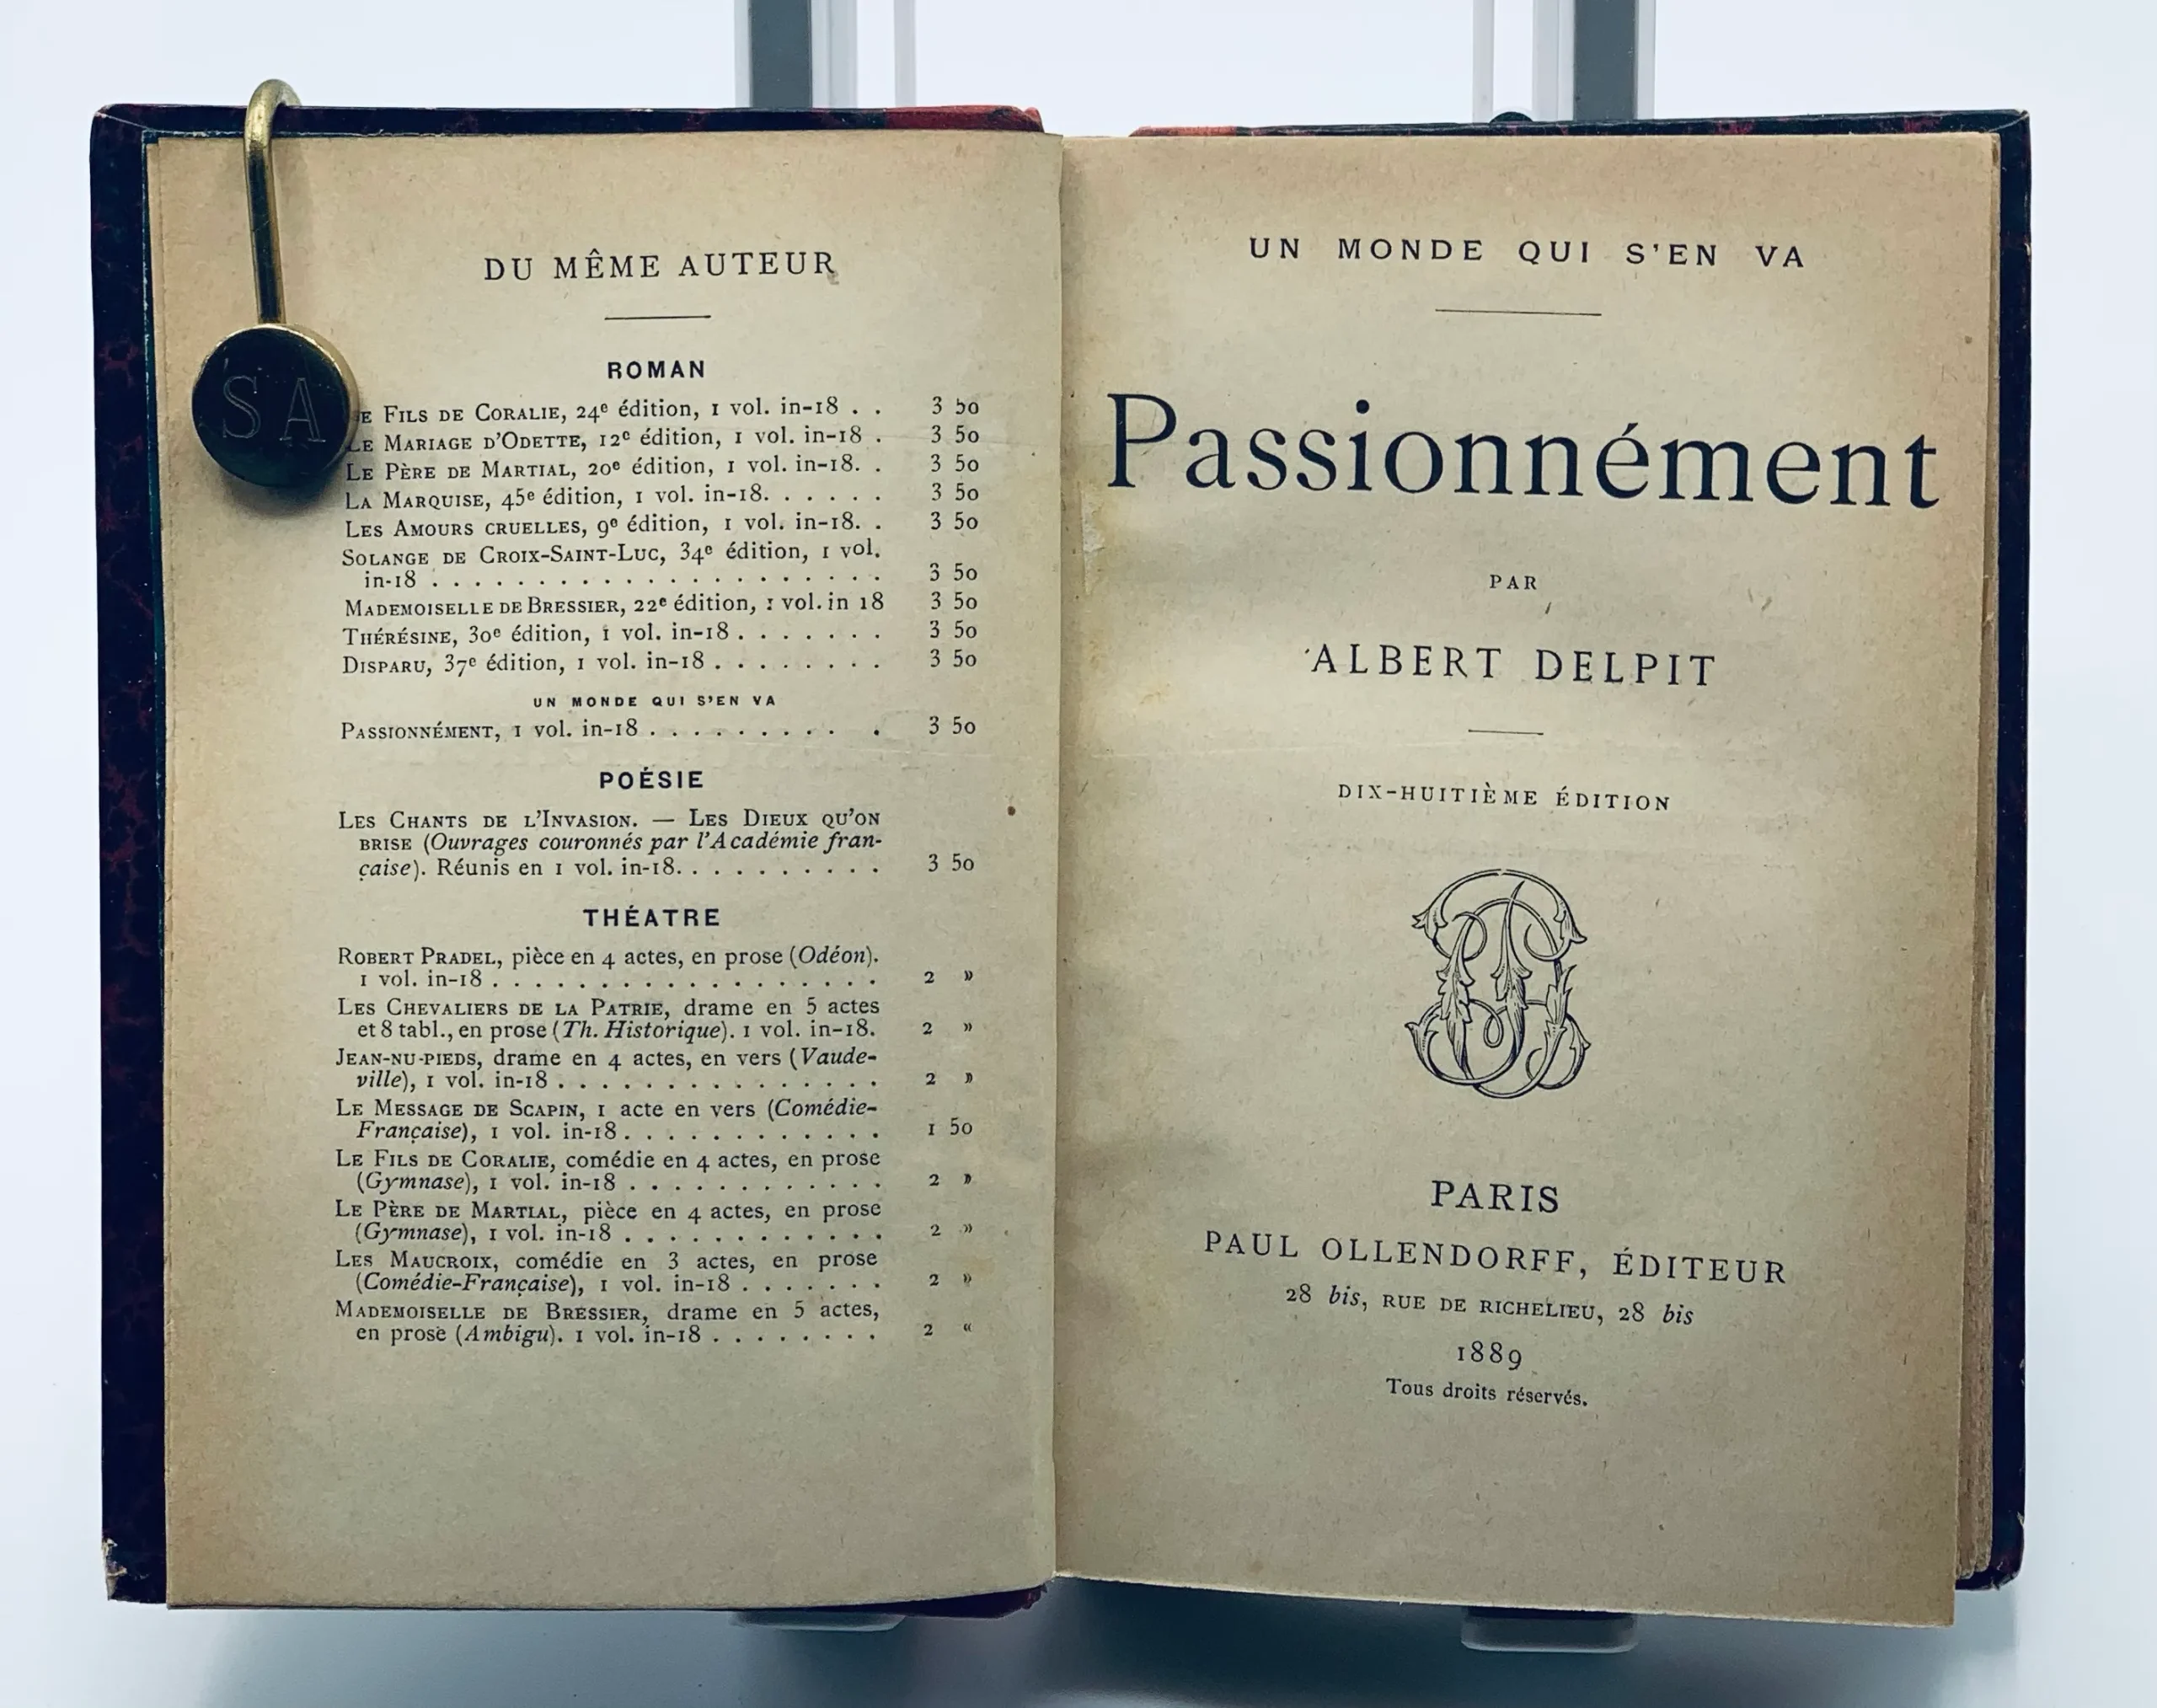 SA
DU MÊME AUTEUR
ROMAN
E FILS DE CORALIE, 24e édition, 1 vol. in-18 . . 3 50
LE MARIAGE D'ODETTE, 12e édition, 1 vol. in-18 . 3 50
LE PÈRE DE MARTIAL, 20e édition, 1 vol. in-18. . 3 50
LA MARQUISE, 45e édition, 1 vol. in-18. . . . . . 3 50
LES AMOURS CRUELLES, 9e édition, 1 vol. in-18. . 3 50
SOLANGE DE CROIX-SAINT-LUC, 34e édition, 1 vol.
in-18 . . . . . . . . . . . . . . . . . . . . . 3 50
MADEMOISELLE DE BRESSIER, 22e édition, 1 vol. in 18 3 50
THÉRÉSINE, 30e édition, 1 vol. in-18 . . . . . . . 3 50
DISPARU, 37e édition, 1 vol. in-18 . . . . . . . . 3 50
UN MONDE QUI S'EN VA
PASSIONNÉMENT, 1 vol. in-18 . . . . . . . . . . 3 50
POÉSIE
LES CHANTS DE L'INVASION. — LES DIEUX QU'ON
BRISE (Ouvrages couronnés par l'Académie fran-
çaise). Réunis en 1 vol. in-18. . . . . . . . . . 3 50
THÉATRE
ROBERT PRADEL, pièce en 4 actes, en prose (Odéon).
1 vol. in-18 . . . . . . . . . . . . . . . . . . 2 »
LES CHEVALIERS DE LA PATRIE, drame en 5 actes
et 8 tabl., en prose (Th. Historique). 1 vol. in-18. 2 »
JEAN-NU-PIEDS, drame en 4 actes, en vers (Vaude-
ville), 1 vol. in-18 . . . . . . . . . . . . . . . 2 »
LE MESSAGE DE SCAPIN, 1 acte en vers (Comédie-
Française), 1 vol. in-18. . . . . . . . . . . . 1 50
LE FILS DE CORALIE, comédie en 4 actes, en prose
(Gymnase), 1 vol. in-18 . . . . . . . . . . . . 2 »
LE PÈRE DE MARTIAL, pièce en 4 actes, en prose
(Gymnase), 1 vol. in-18 . . . . . . . . . . . . 2 »
LES MAUCROIX, comédie en 3 actes, en prose
(Comédie-Française), 1 vol. in-18 . . . . . . . 2 »
MADEMOISELLE DE BRESSIER, drame en 5 actes,
en prose (Ambigu). 1 vol. in-18 . . . . . . . . 2 «
UN MONDE QUI S'EN VA
Passionnément
PAR
ALBERT DELPIT
DIX-HUITIÈME ÉDITION
PARIS
PAUL OLLENDORFF, ÉDITEUR
28 bis, RUE DE RICHELIEU, 28 bis
1889
Tous droits réservés.